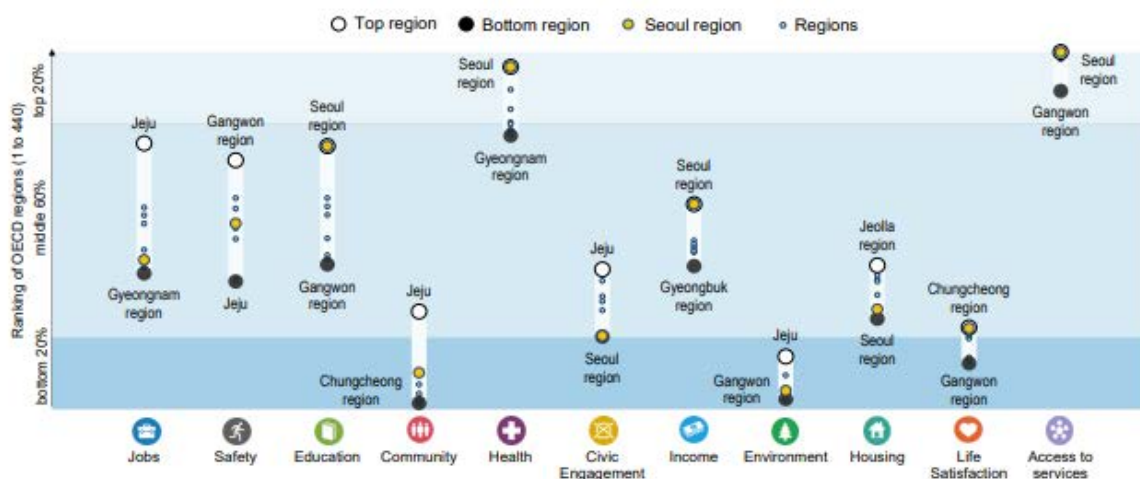 Top region
Bottom region
Seoul region
Regions
Ranking of OECD regions (1 to 440)
top 20%
middle 60%
bottom 20%
Jeju
Gyeongnam
region
Gangwon
region
Jeju
Seoul
region
Gangwon
region
Jeju
Chungcheong
region
Seoul
region
Gyeongnam
region
Jeju
Seoul
region
Seoul
region
Gyeongbuk
region
Jeju
Gangwon
region
Jeolla
region
Seoul
region
Chungcheong
region
Gangwon
region
Seoul
region
Gangwon
region
Jobs
Safety
Education
Community
Health
Civic
Engagement
Income
Environment
Housing
Life
Satisfaction
Access to
services